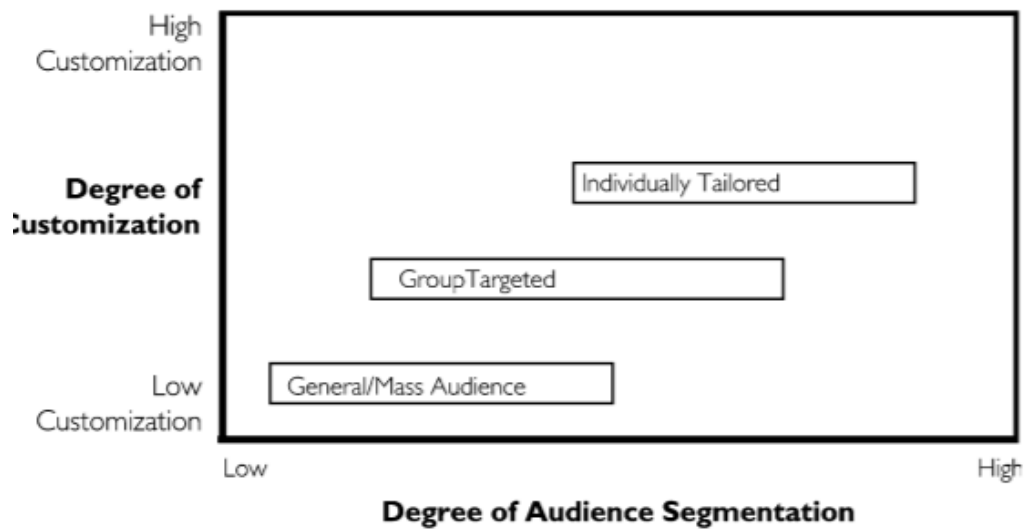 High
Customization
Degree of
Customization
Individually Tailored
GroupTargeted
General/Mass Audience
Low
Customization
Low
High
Degree of Audience Segmentation